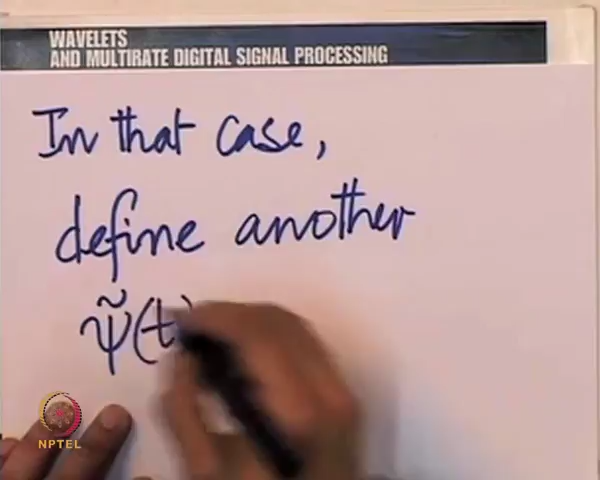 WAVELETS
AND MULTIRATE DIGITAL SIGNAL PROCESSING
In that case,
define another
ψ̃(t)
NPTEL